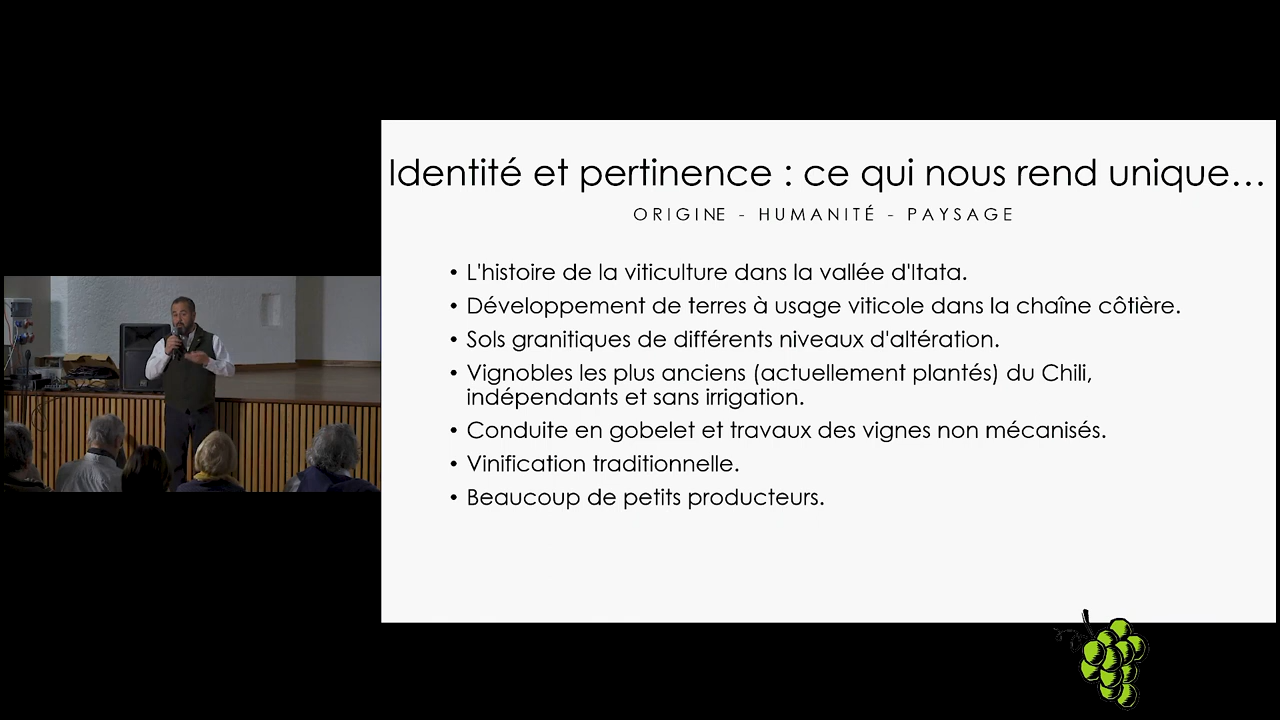 Identité et pertinence : ce qui nous rend unique...
ORIGINE - HUMANITÉ - PAYSAGE
• L'histoire de la viticulture dans la vallée d'Itata.
• Développement de terres à usage viticole dans la chaîne côtière.
• Sols granitiques de différents niveaux d'altération.
• Vignobles les plus anciens (actuellement plantés) du Chili,
indépendants et sans irrigation.
• Conduite en gobelet et travaux des vignes non mécanisés.
• Vinification traditionnelle.
• Beaucoup de petits producteurs.